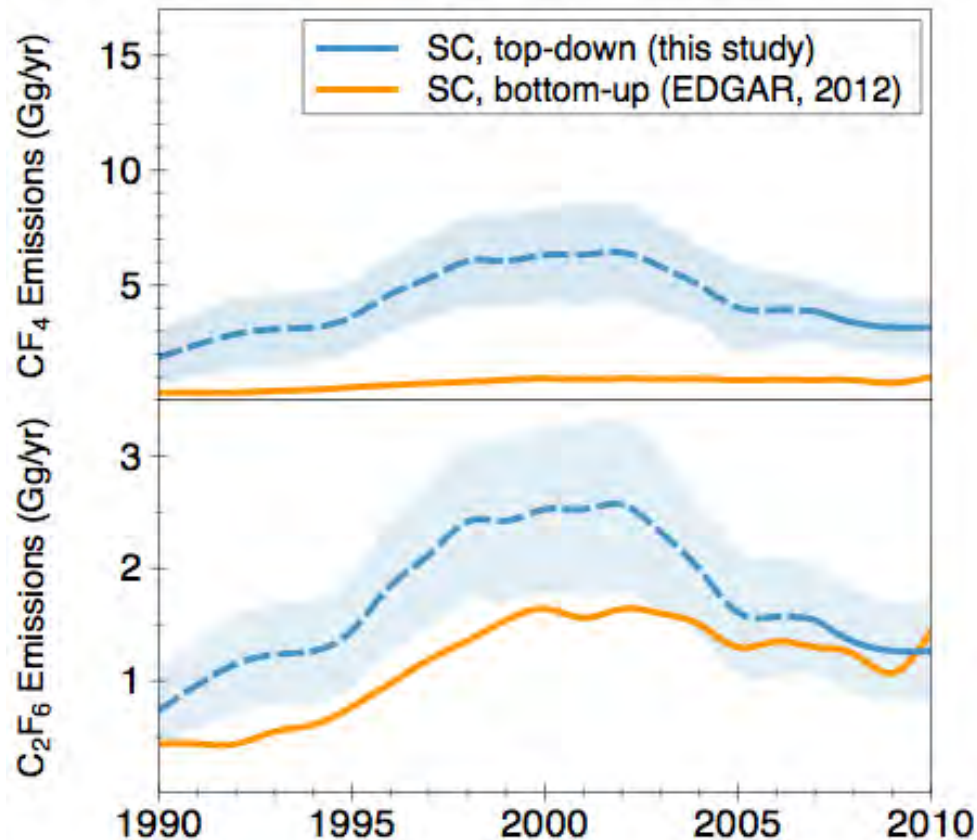 SC, top-down (this study)
SC, bottom-up (EDGAR, 2012)
CF₄ Emissions (Gg/yr)
15
10
5
C₂F₆ Emissions (Gg/yr)
3
2
1
1990 1995 2000 2005 2010